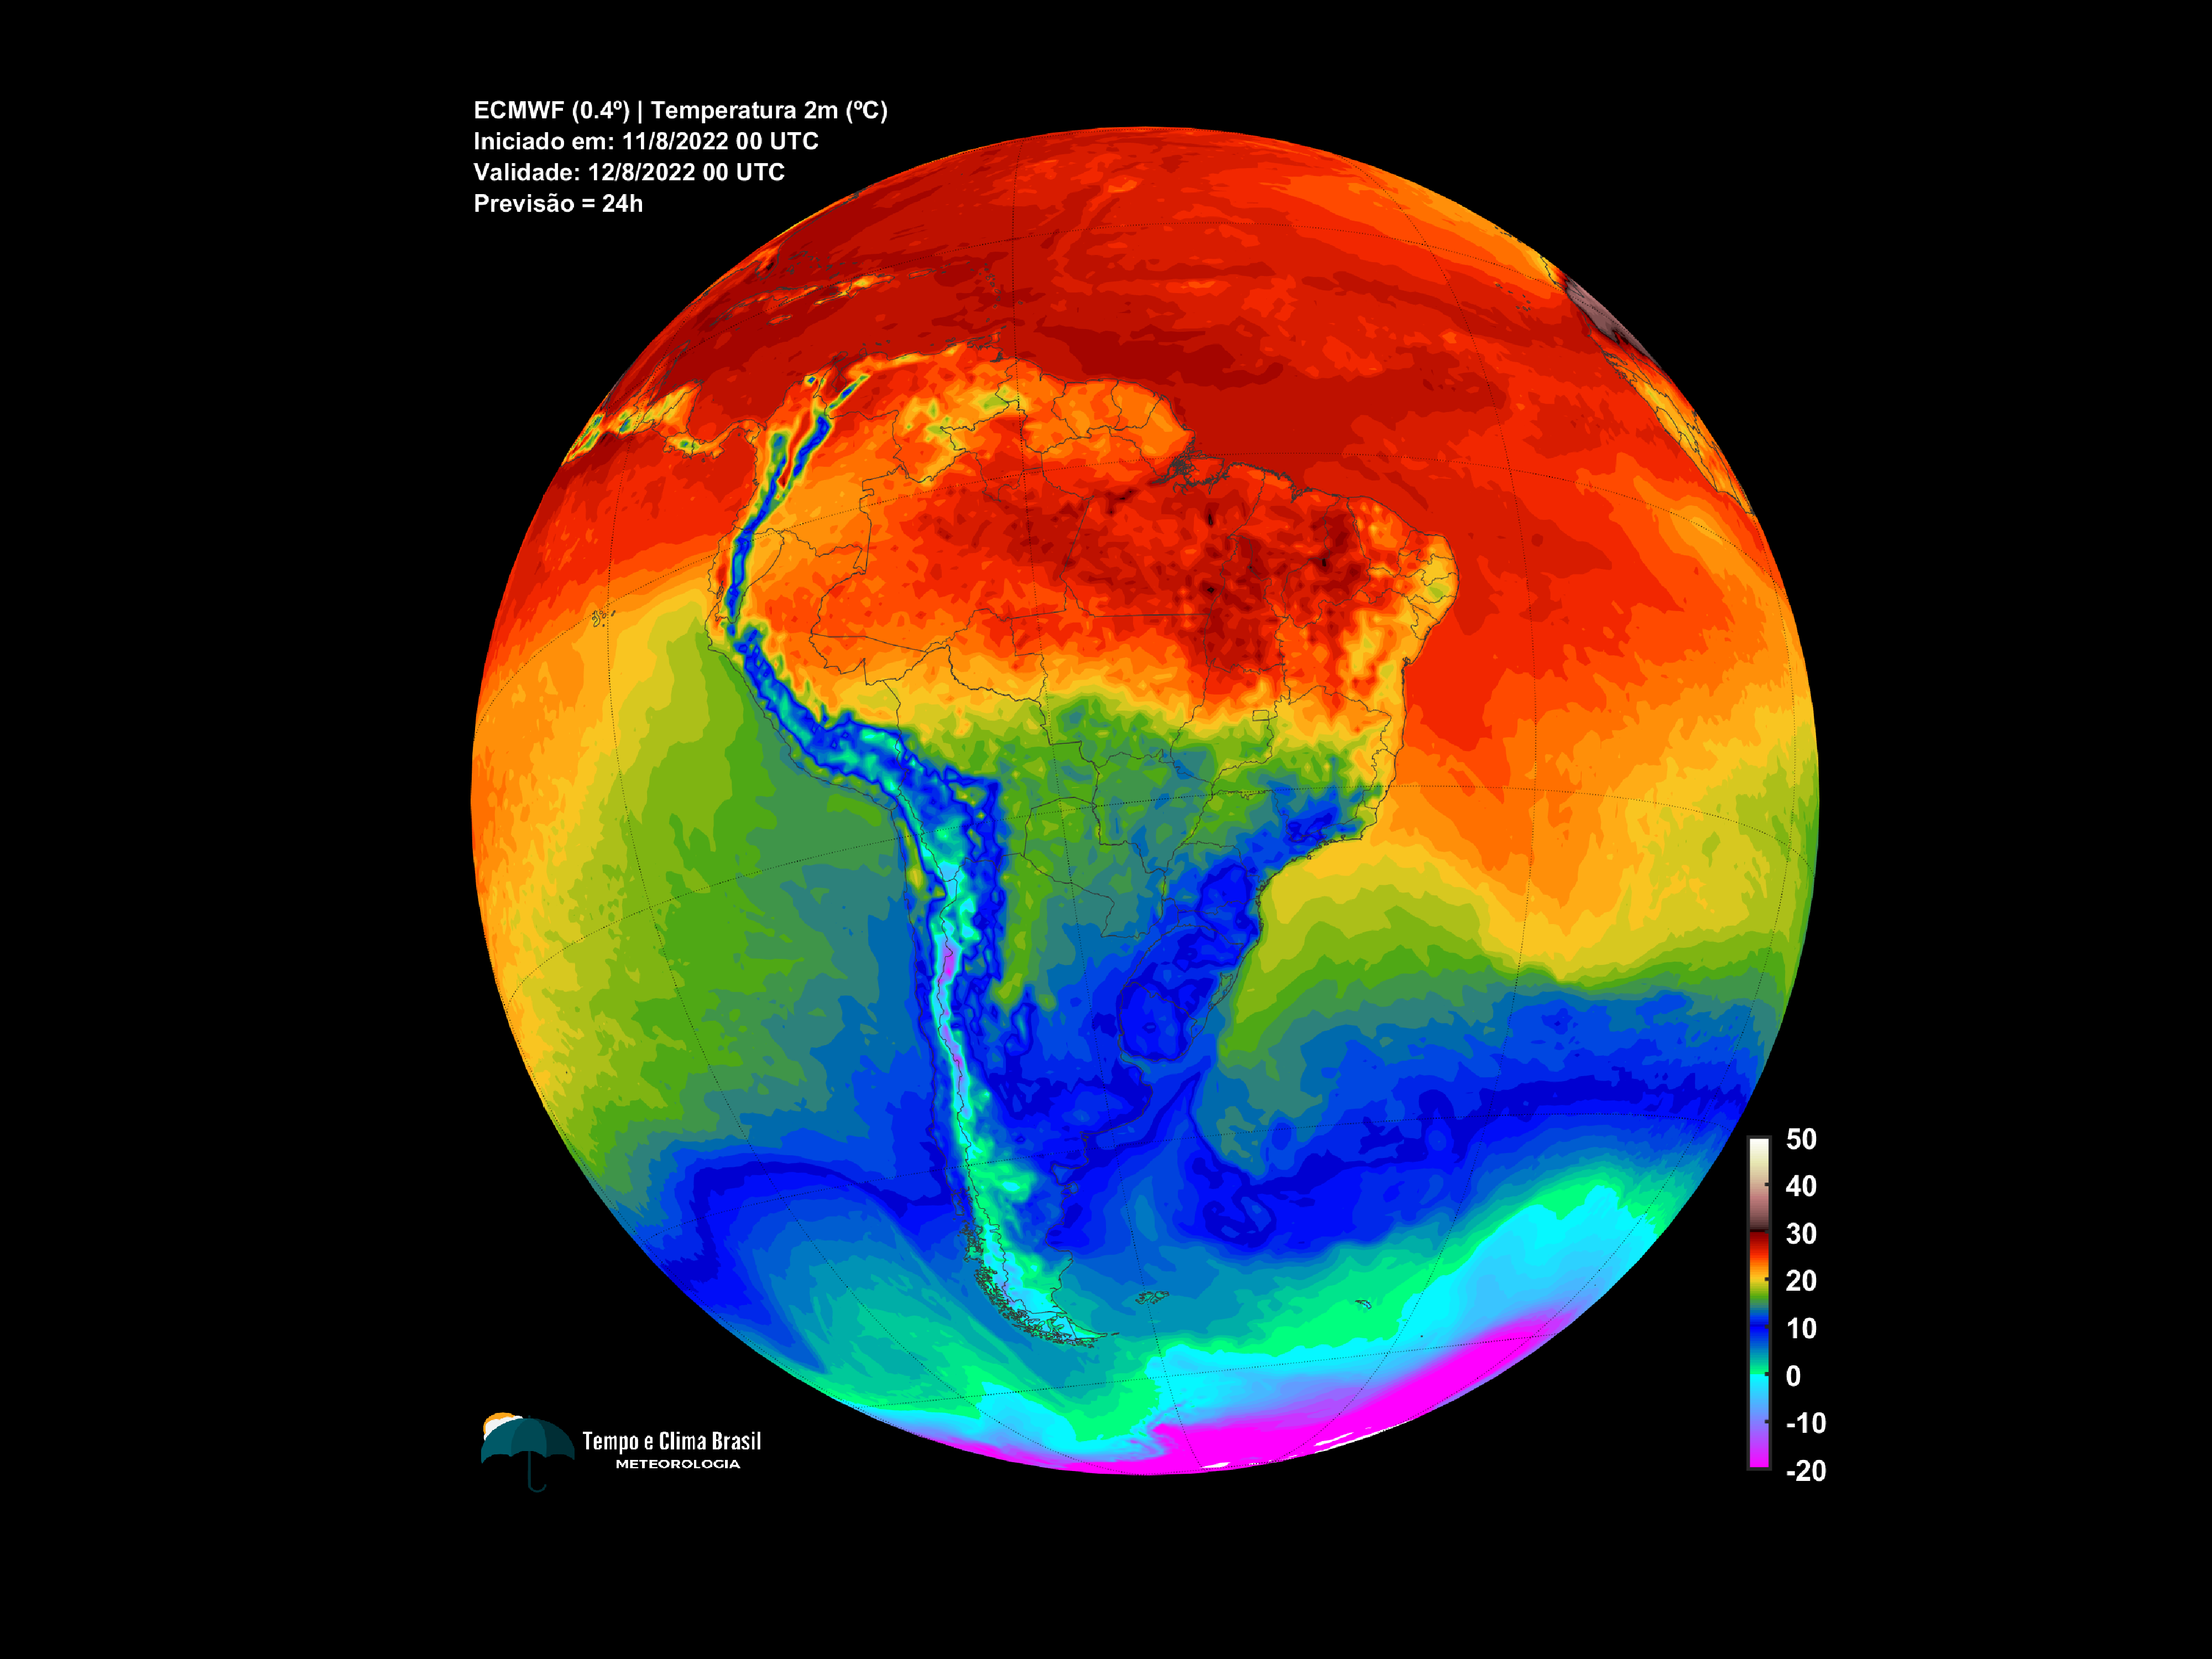 ECMWF (0.4º) | Temperatura 2m (ºC)
Iniciado em: 11/8/2022 00 UTC
Validade: 12/8/2022 00 UTC
Previsão = 24h
50
40
30
20
10
0
-10
-20
Tempo e Clima Brasil
METEOROLOGIA